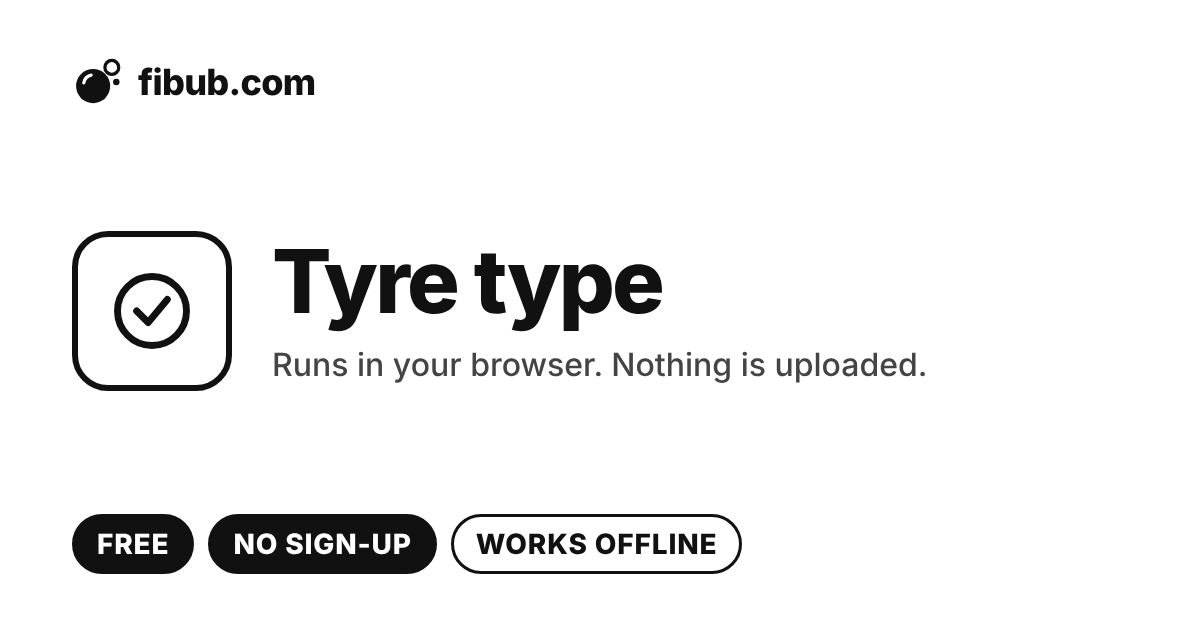 fibub.com
Tyre type
Runs in your browser. Nothing is uploaded.
FREE NO SIGN-UP WORKS OFFLINE